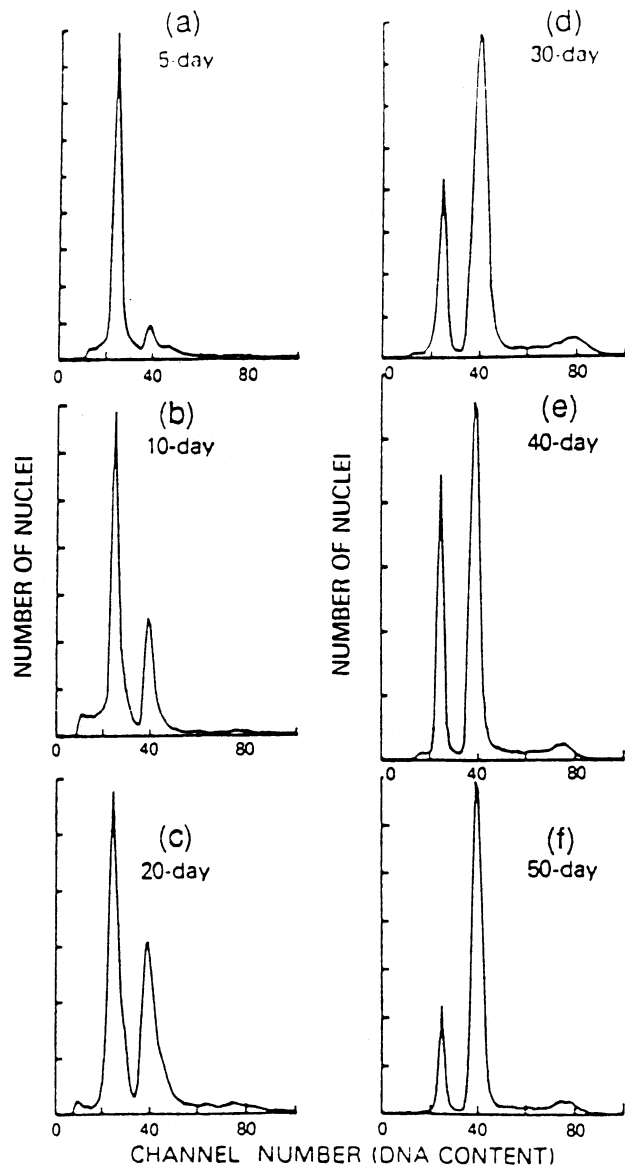 (a)
5-day
0 40 80
(b)
10-day
0 40 80
(c)
20-day
0 40 80
NUMBER OF NUCLEI
(d)
30-day
0 40 80
(e)
40-day
0 40 80
(f)
50-day
0 40 80
NUMBER OF NUCLEI
CHANNEL NUMBER (DNA CONTENT)